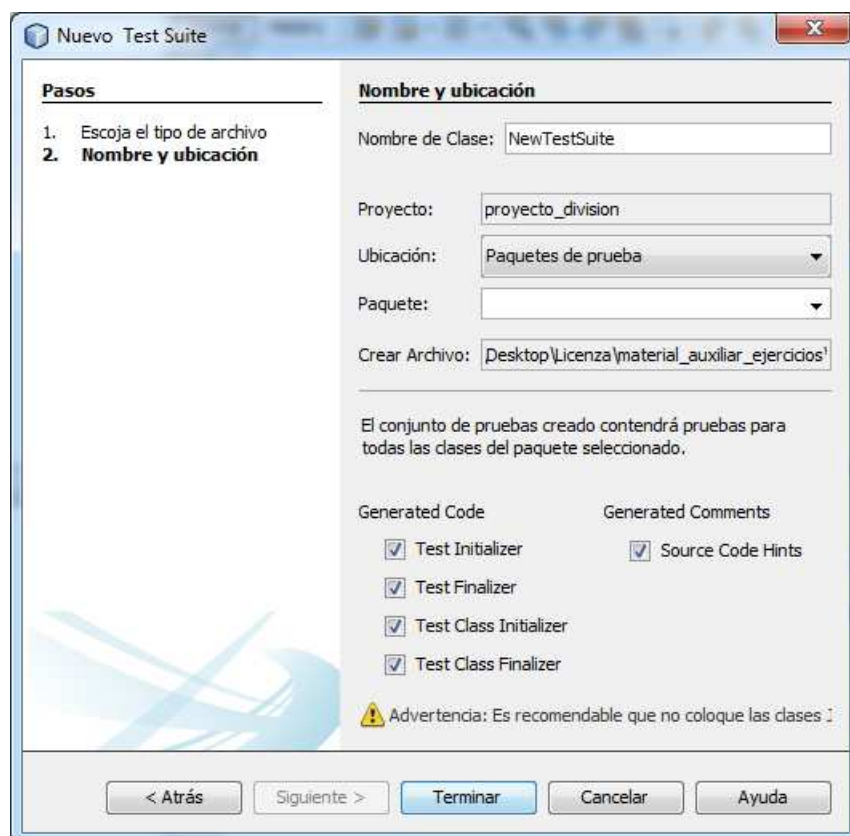 Nuevo Test Suite
Pasos
1. Escoja el tipo de archivo
2. Nombre y ubicación
Nombre y ubicación
Nombre de Clase: NewTestSuite
Proyecto: proyecto_division
Ubicación: Paquetes de prueba
Paquete:
Crear Archivo: Desktop\Licenza\material_auxiliar_ejercicios\
El conjunto de pruebas creado contendrá pruebas para
todas las clases del paquete seleccionado.
Generated Code Generated Comments
Test Initializer Source Code Hints
Test Finalizer
Test Class Initializer
Test Class Finalizer
Advertencia: Es recomendable que no coloque las clases
< Atrás Siguiente > Terminar Cancelar Ayuda